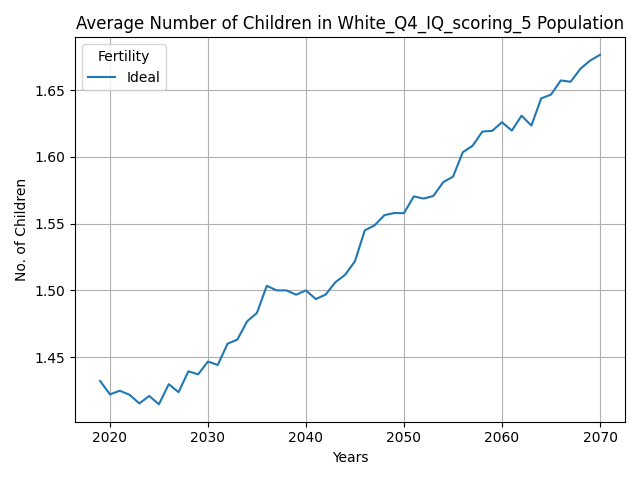 Average Number of Children in White_Q4_IQ_scoring_5 Population
Fertility
Ideal
No. of Children
1.65
1.60
1.55
1.50
1.45
2020 2030 2040 2050 2060 2070
Years